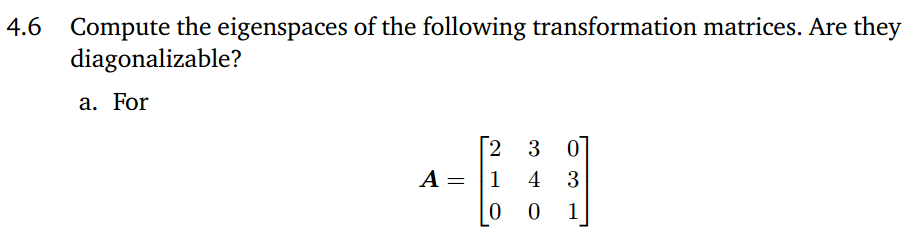 4.6 Compute the eigenspaces of the following transformation matrices. Are they
diagonalizable?
a. For
A = [2 3 0
1 4 3
0 0 1]